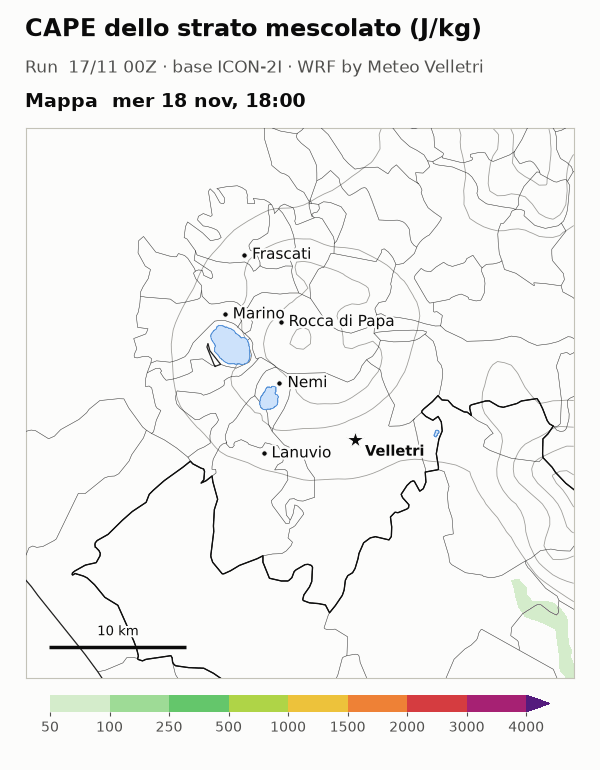 CAPE dello strato mescolato (J/kg)
Run  17/11 00Z · base ICON-2I · WRF by Meteo Velletri
Mappa  mer 18 nov, 18:00
Frascati
Marino
Rocca di Papa
Nemi
Velletri
Lanuvio
10 km
50 100 250 500 1000 1500 2000 3000 4000